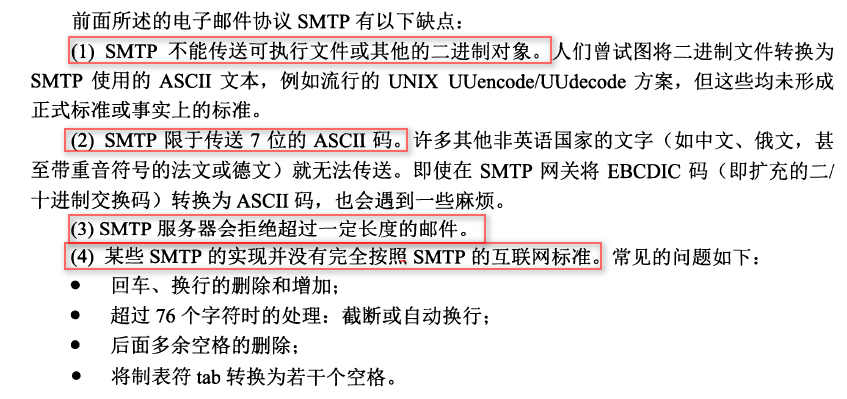 前面所述的电子邮件协议 SMTP 有以下缺点：
(1) SMTP 不能传送可执行文件或其他的二进制对象。人们曾试图将二进制文件转换为
SMTP 使用的 ASCII 文本，例如流行的 UNIX UUencode/UUdecode 方案，但这些均未形成
正式标准或事实上的标准。
(2) SMTP 限于传送 7 位的 ASCII 码。许多其他非英语国家的文字（如中文、俄文，甚
至带重音符号的法文或德文）就无法传送。即使在 SMTP 网关将 EBCDIC 码（即扩充的二/
十进制交换码）转换为 ASCII 码，也会遇到一些麻烦。
(3) SMTP 服务器会拒绝超过一定长度的邮件。
(4) 某些 SMTP 的实现并没有完全按照 SMTP 的互联网标准。常见的问题如下：
● 回车、换行的删除和增加；
● 超过 76 个字符时的处理：截断或自动换行；
● 后面多余空格的删除；
● 将制表符 tab 转换为若干个空格。